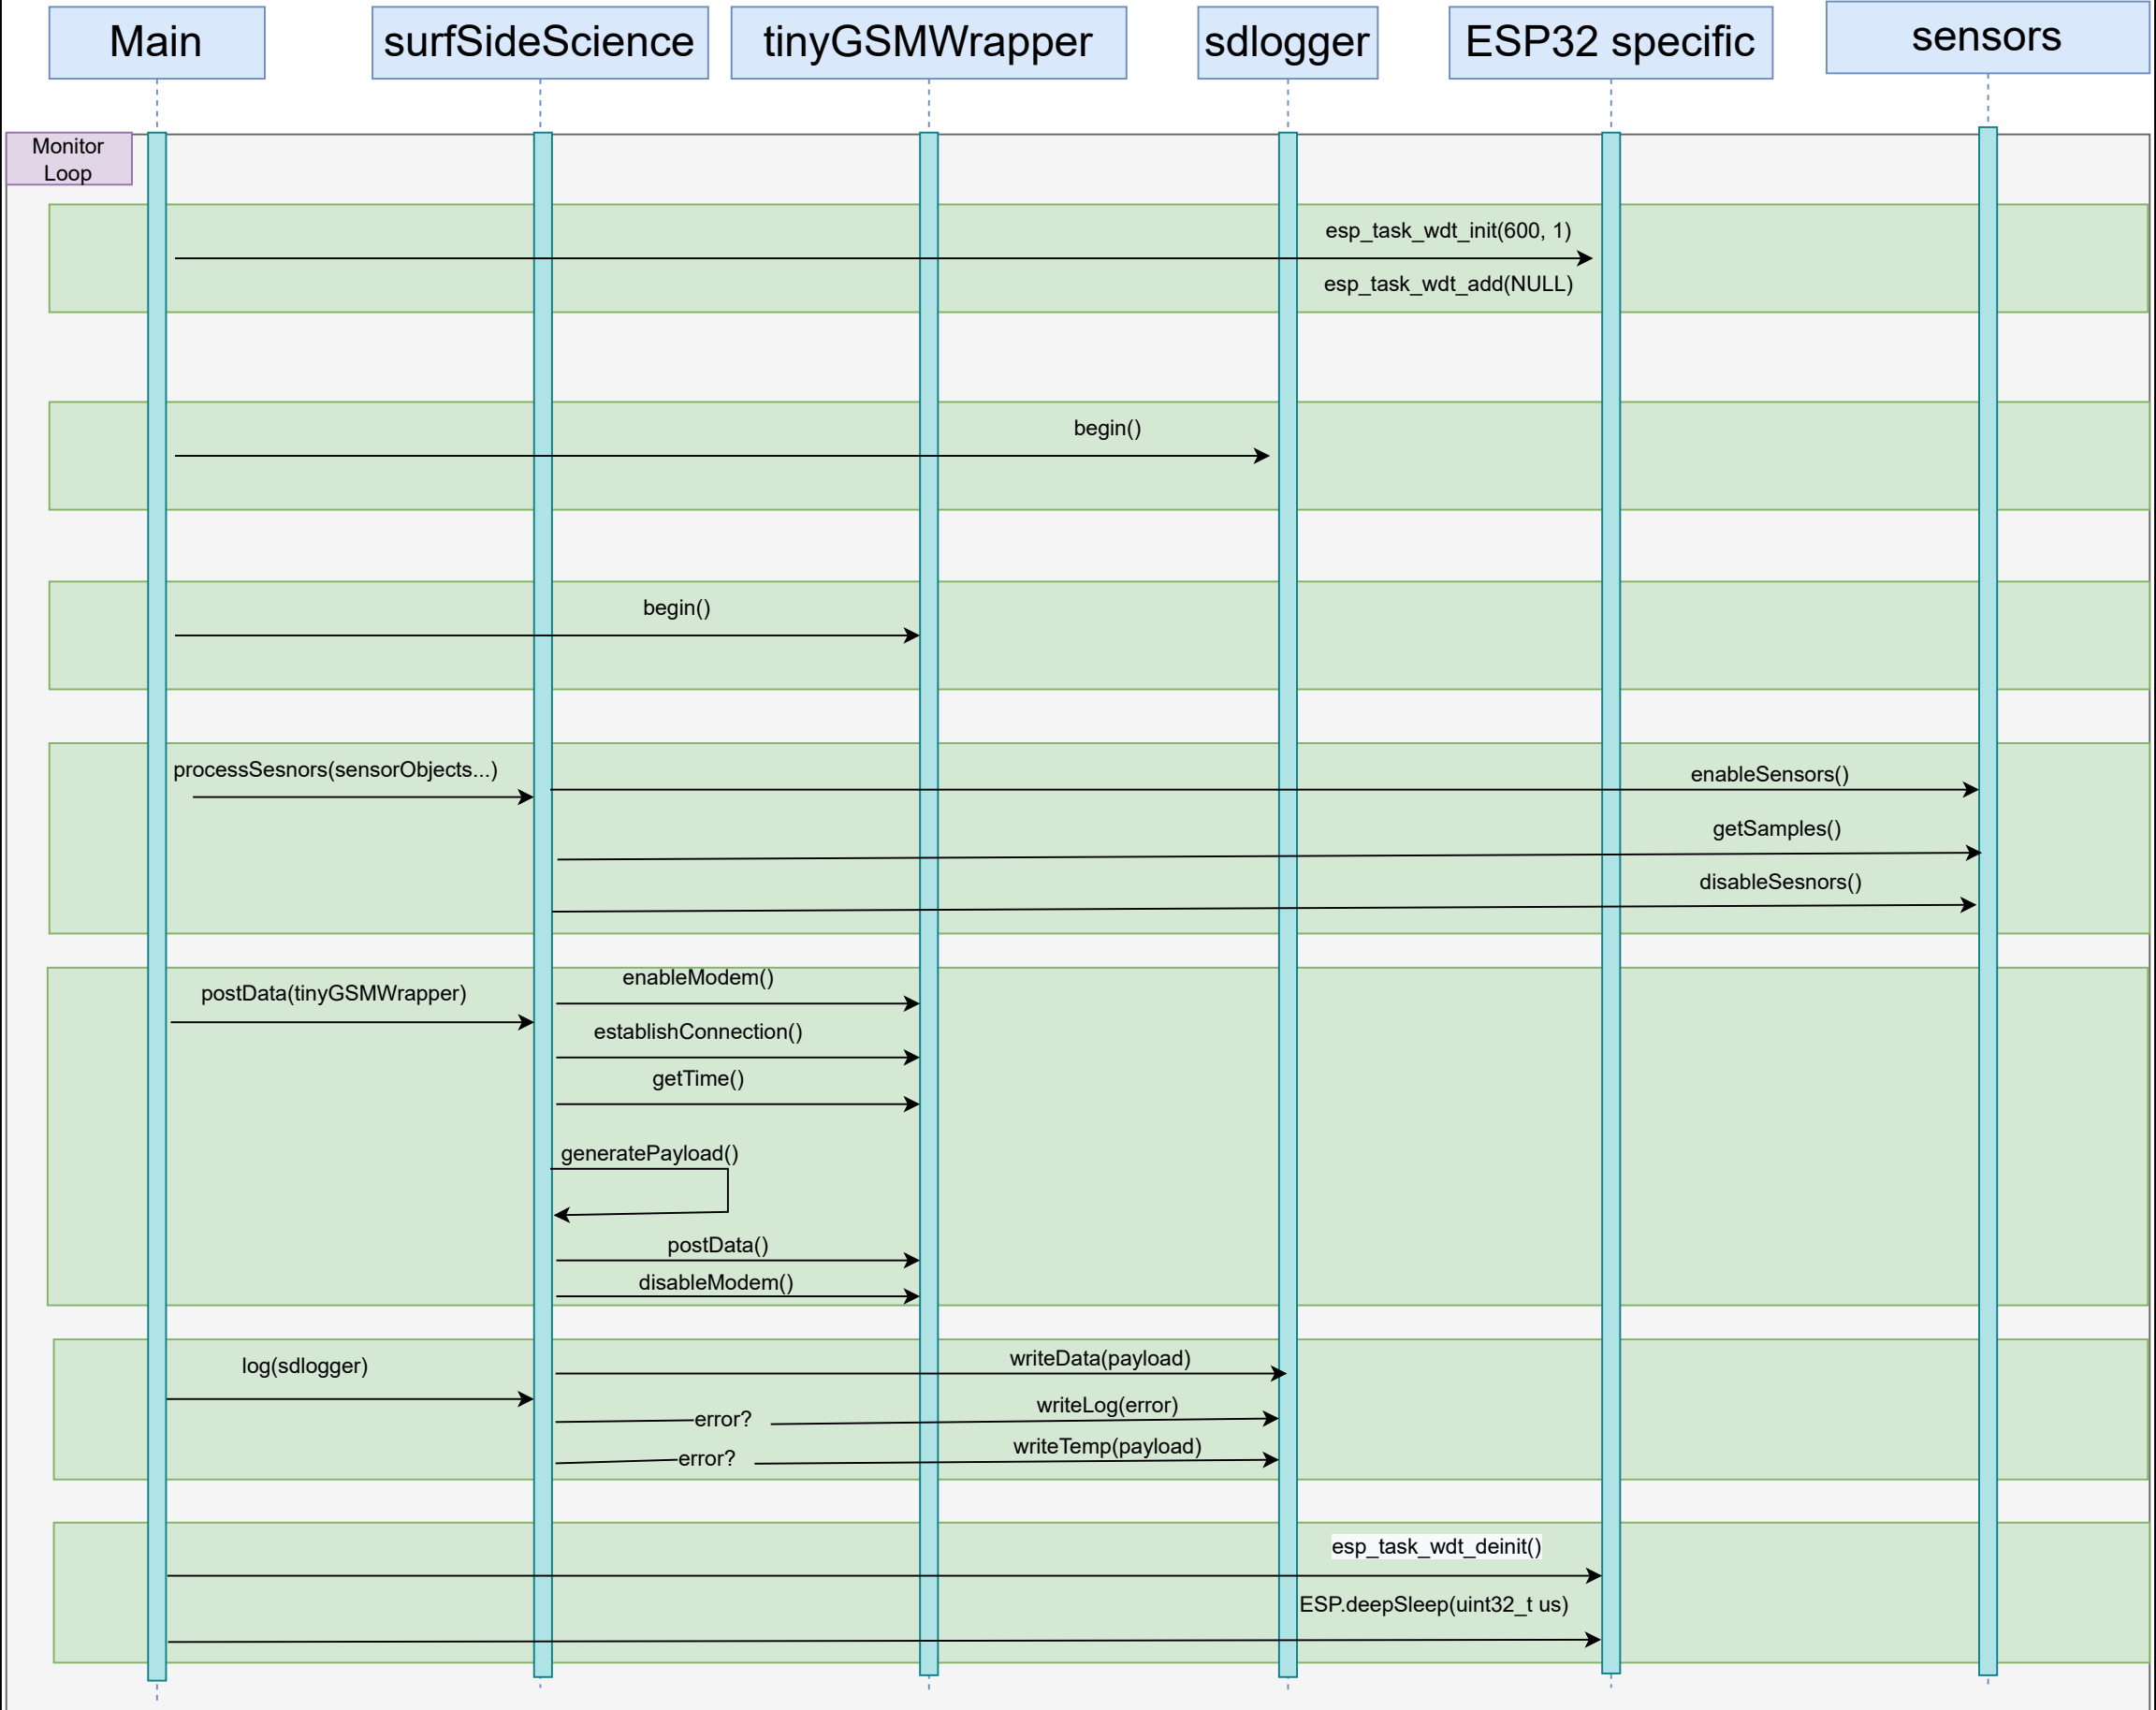 Main
surfSideScience
tinyGSMWrapper
sdlogger
ESP32 specific
sensors
Monitor
Loop
esp_task_wdt_init(600, 1)
esp_task_wdt_add(NULL)
begin()
begin()
processSesnors(sensorObjects...)
enableSensors()
getSamples()
disableSesnors()
enableModem()
postData(tinyGSMWrapper)
establishConnection()
getTime()
generatePayload()
postData()
disableModem()
log(sdlogger)
writeData(payload)
writeLog(error)
error?
writeTemp(payload)
error?
esp_task_wdt_deinit()
ESP.deepSleep(uint32_t us)